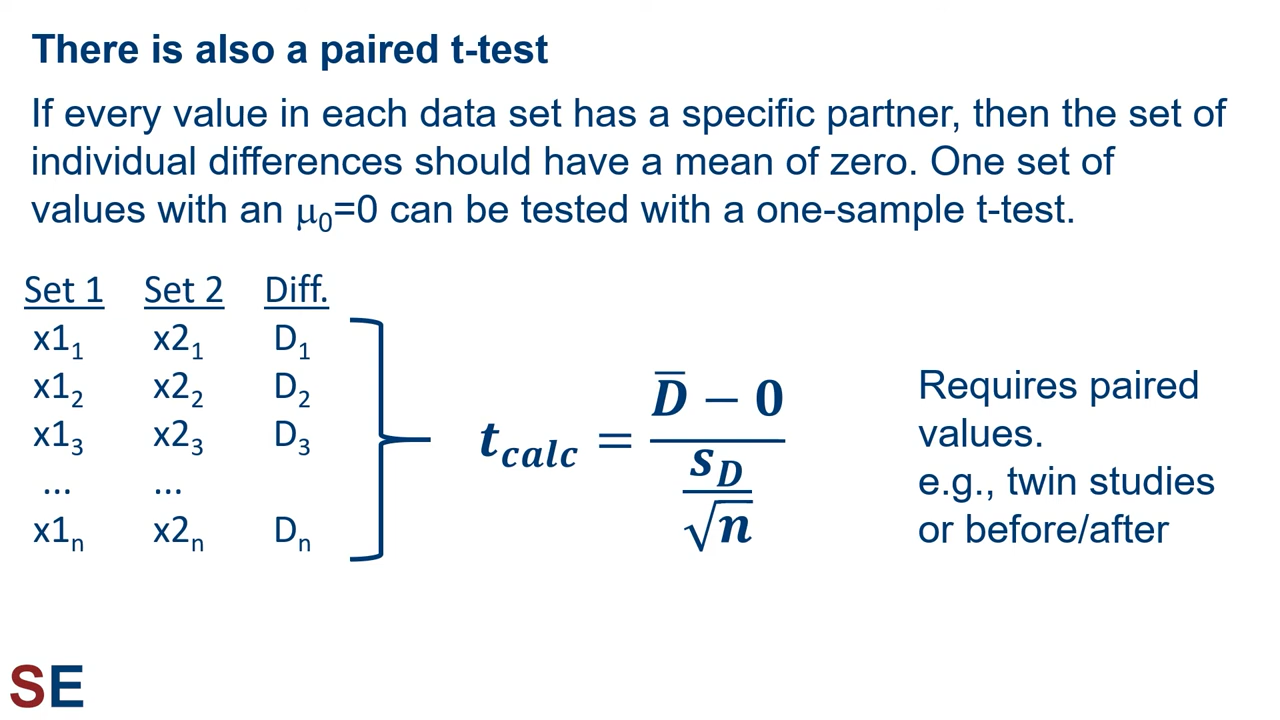 There is also a paired t-test
If every value in each data set has a specific partner, then the set of
individual differences should have a mean of zero. One set of
values with an μ₀=0 can be tested with a one-sample t-test.
Set 1 Set 2 Diff.
x1₁ x2₁ D₁
x1₂ x2₂ D₂
x1₃ x2₃ D₃
... ...
x1ₙ x2ₙ Dₙ
t_calc = (D̅ − 0) / (s_D / √n)
Requires paired
values.
e.g., twin studies
or before/after
SE